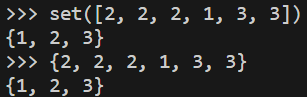 >>> set([2, 2, 2, 1, 3, 3])
{1, 2, 3}
>>> {2, 2, 2, 1, 3, 3}
{1, 2, 3}